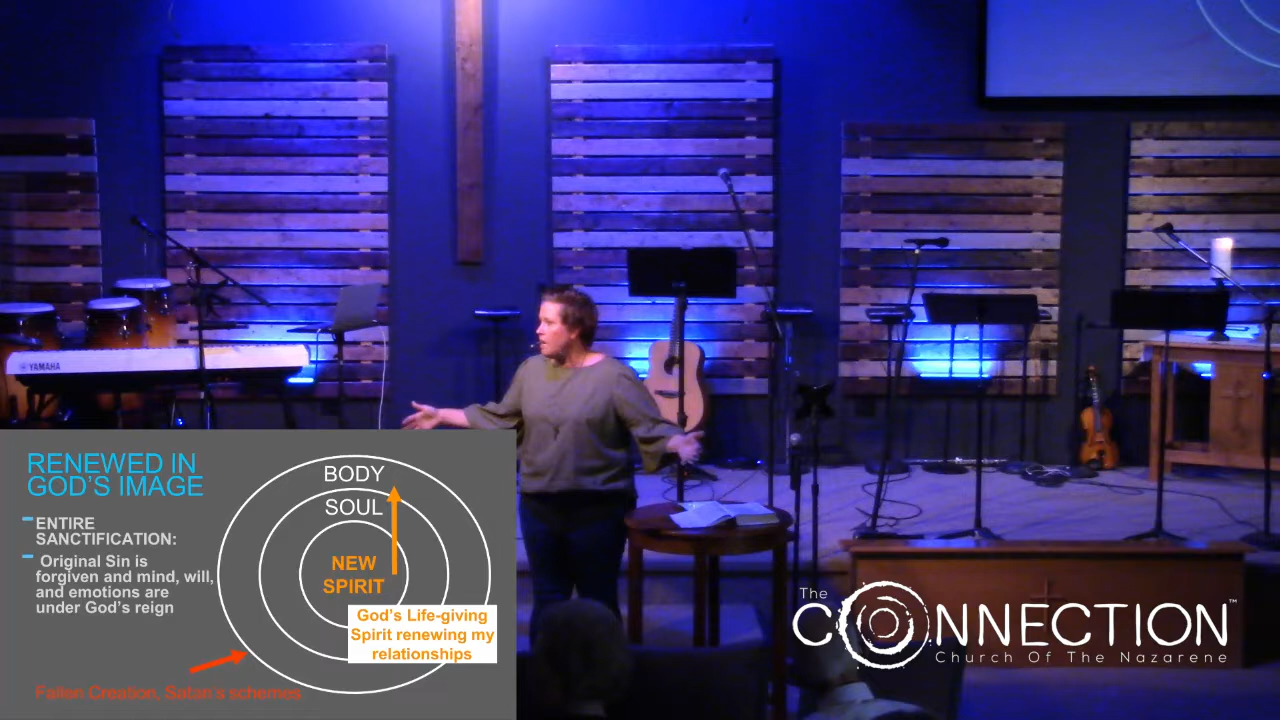 YAMAHA
RENEWED IN
GOD'S IMAGE
ENTIRE
SANCTIFICATION:
Original Sin is
forgiven and mind, will,
and emotions are
under God's reign
BODY
SOUL
NEW
SPIRIT
God's Life-giving
Spirit renewing my
relationships
Fallen Creation, Satan's schemes
The
CONNECTION™
Church Of The Nazarene